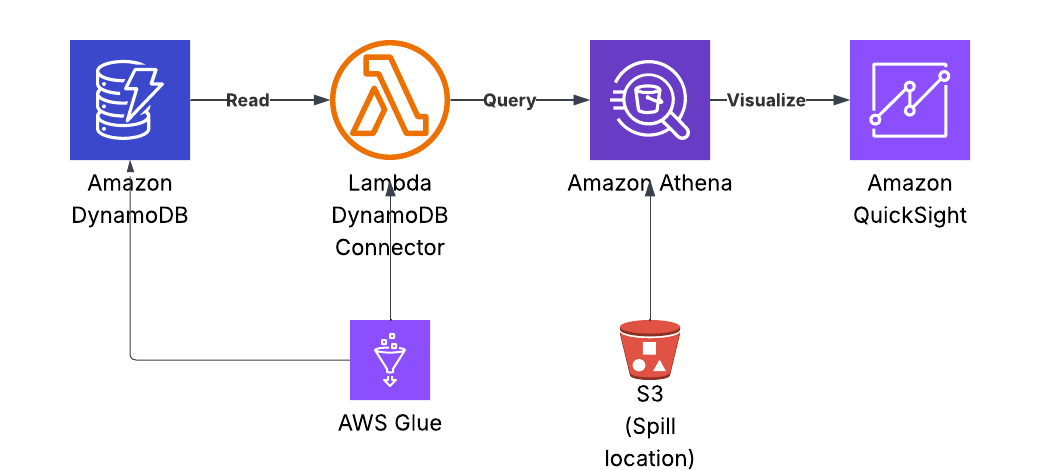 Read
Query
Visualize
Amazon
DynamoDB
Lambda
DynamoDB
Connector
Amazon Athena
Amazon
QuickSight
AWS Glue
S3
(Spill
location)